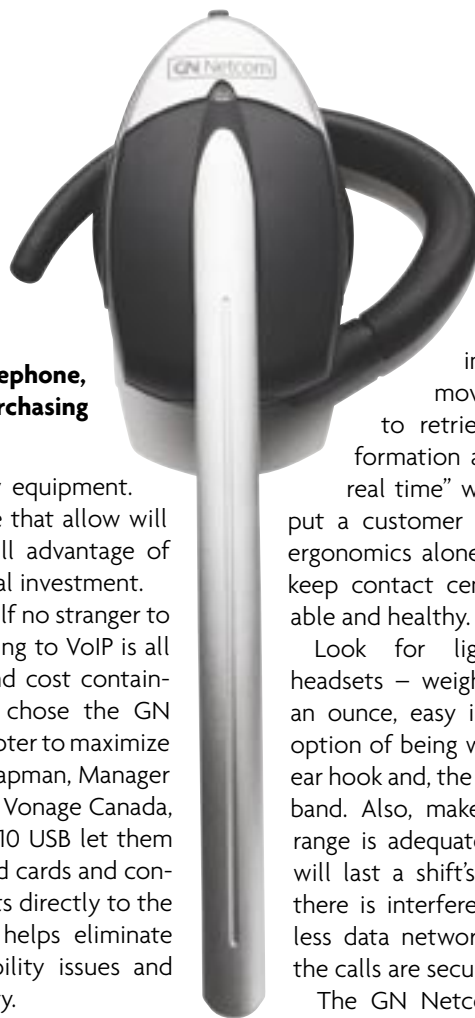 GN Netcom
ephone,
rchasing
y equipment.
e that allow will
ll advantage of
al investment.
lf no stranger to
ing to VoIP is all
nd cost contain-
chose the GN
pter to maximize
apman, Manager
Vonage Canada,
10 USB let them
d cards and con-
ts directly to the
helps eliminate
bility issues and
y.
in
mov
to retrie
formation a
real time” w
put a customer
ergonomics alone
keep contact cen
able and healthy.
Look for lig
headsets – weigh
an ounce, easy i
option of being w
ear hook and, the
band. Also, make
range is adequat
will last a shift’s
there is interfere
less data networ
the calls are secu
The GN Netco